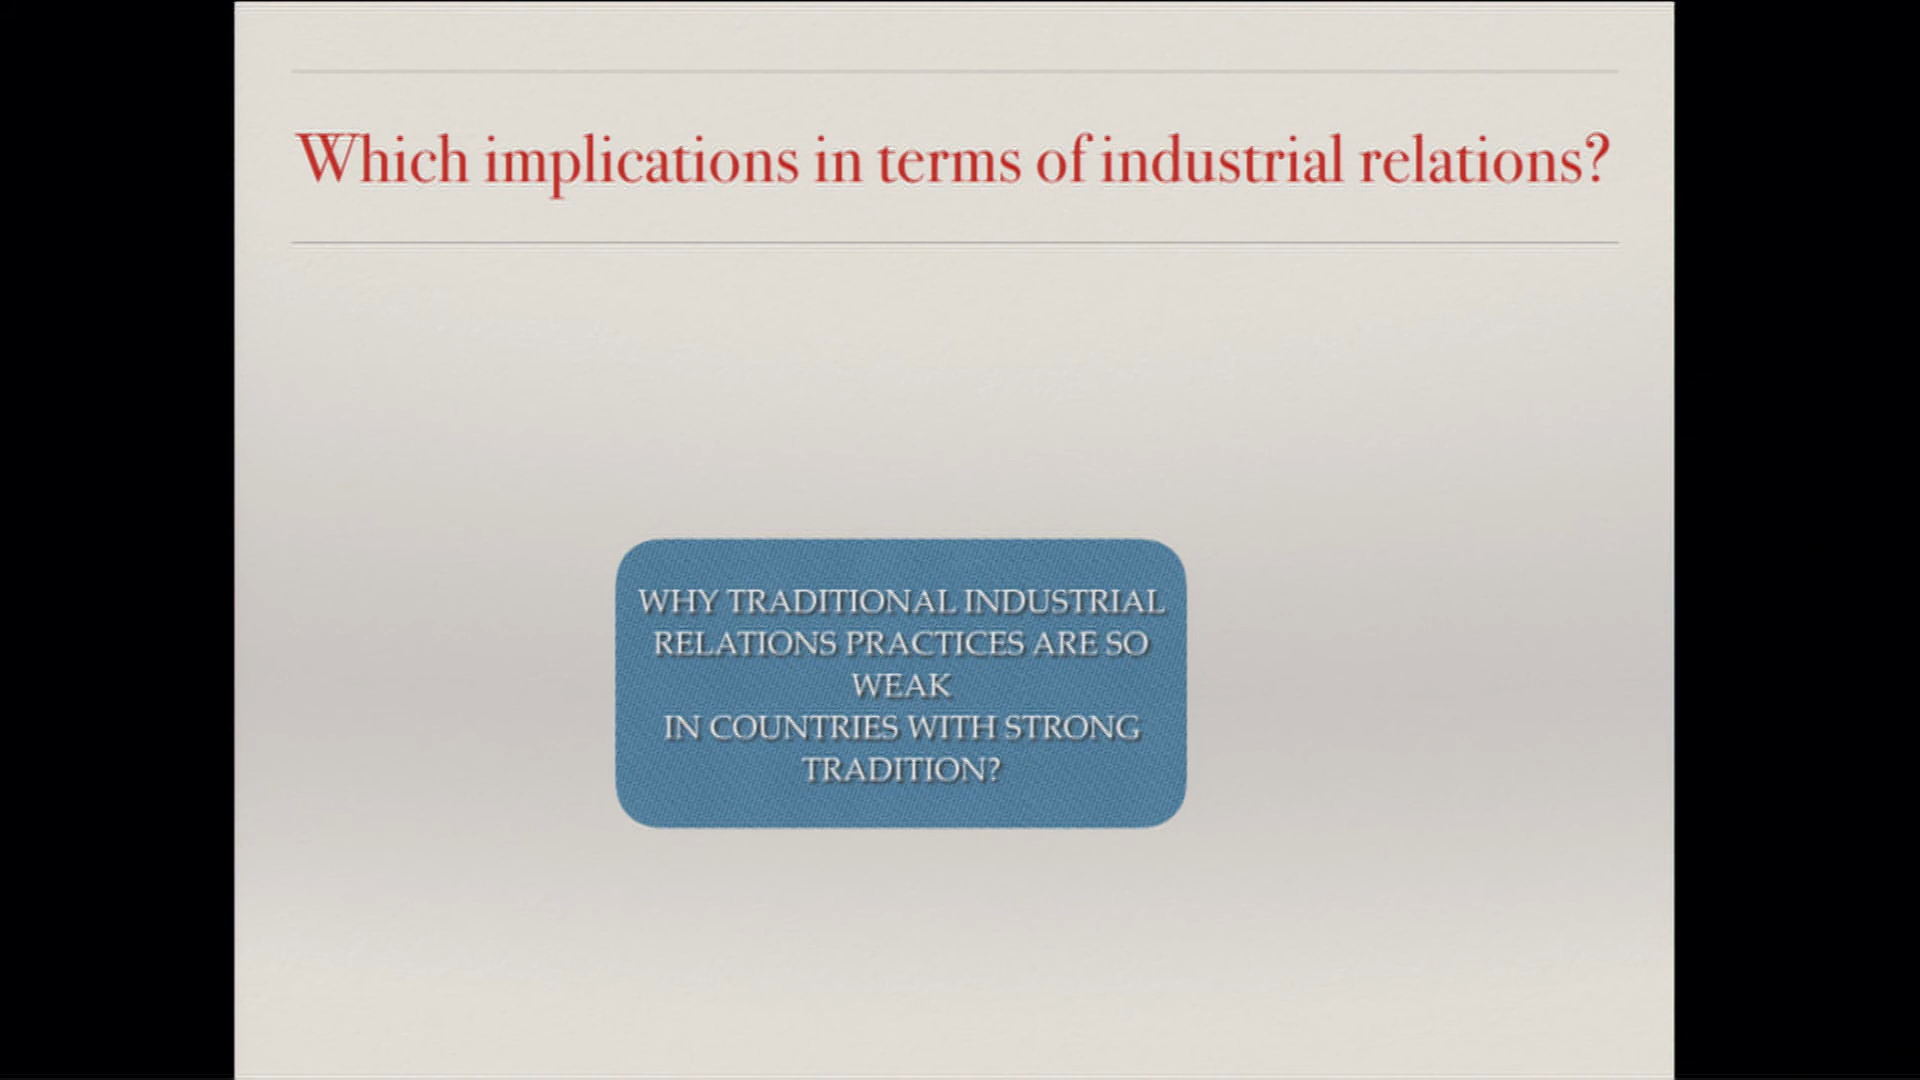 Which implications in terms of industrial relations?
WHY TRADITIONAL INDUSTRIAL
RELATIONS PRACTICES ARE SO
WEAK
IN COUNTRIES WITH STRONG
TRADITION?